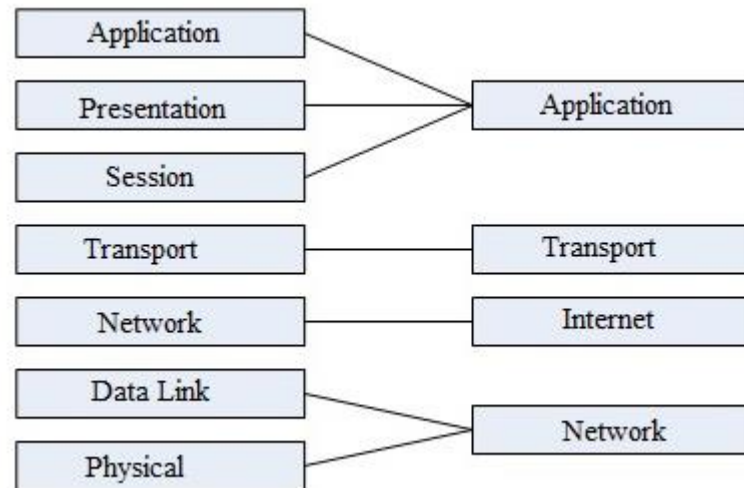 Application
Presentation
Session
Transport
Network
Data Link
Physical
Application
Transport
Internet
Network